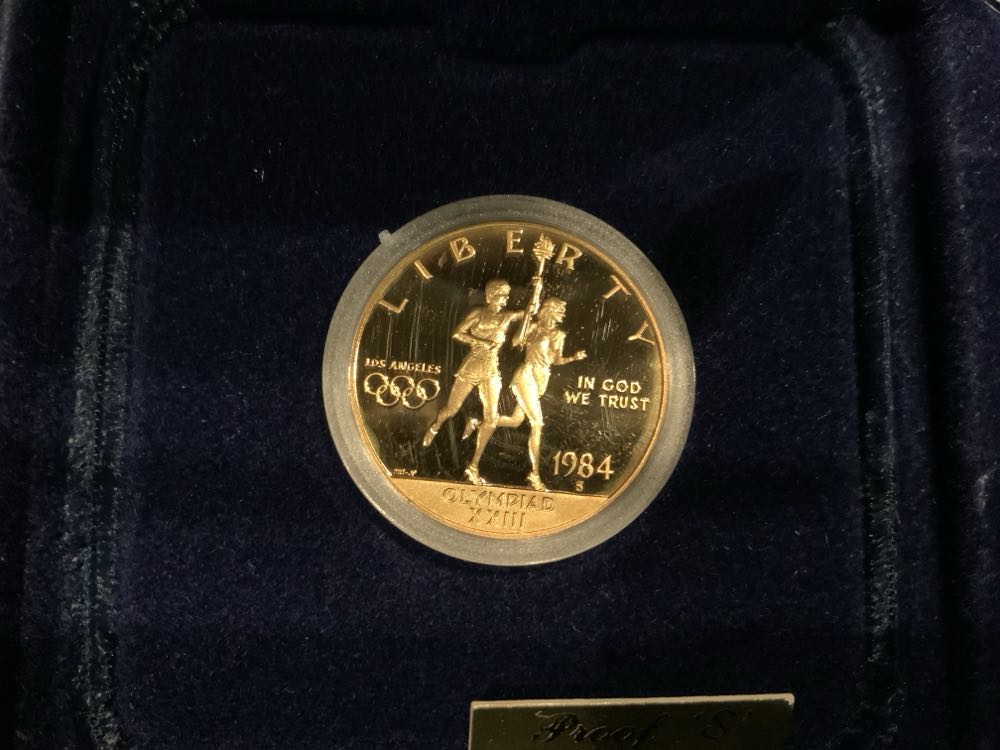 LIBERTY
LOS ANGELES
IN GOD
WE TRUST
1984
S
OLYMPIAD
XXIII
Proof 'S'